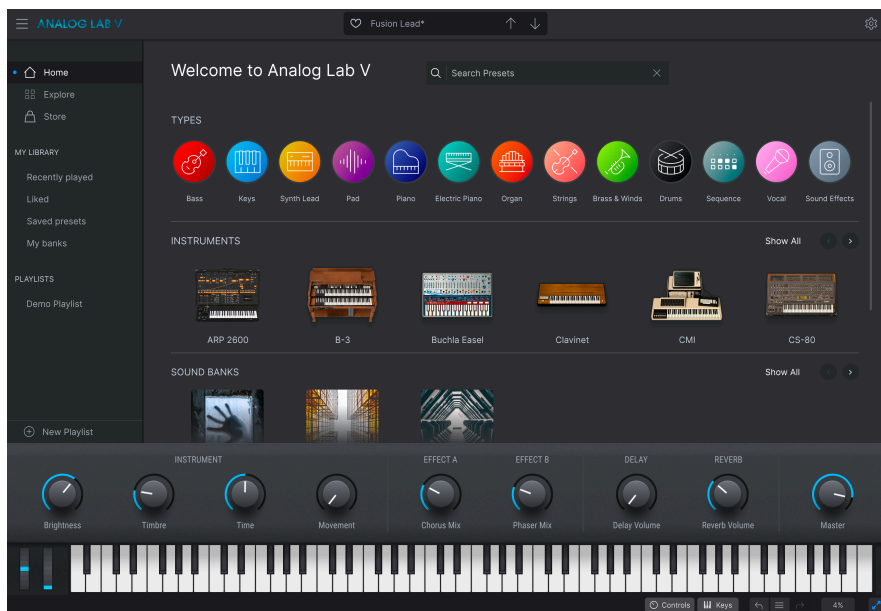 ANALOG LAB V
Fusion Lead*
Home
Explore
Store
MY LIBRARY
Recently played
Liked
Saved presets
My banks
PLAYLISTS
Demo Playlist
New Playlist
Welcome to Analog Lab V
Search Presets
TYPES
Bass Keys Synth Lead Pad Piano Electric Piano Organ Strings Brass & Winds Drums Sequence Vocal Sound Effects
INSTRUMENTS Show All
ARP 2600 B-3 Buchla Easel Clavinet CMI CS-80
SOUND BANKS Show All
INSTRUMENT EFFECT A EFFECT B DELAY REVERB
Brightness Timbre Time Movement Chorus Mix Phaser Mix Delay Volume Reverb Volume Master
Controls Keys 4%